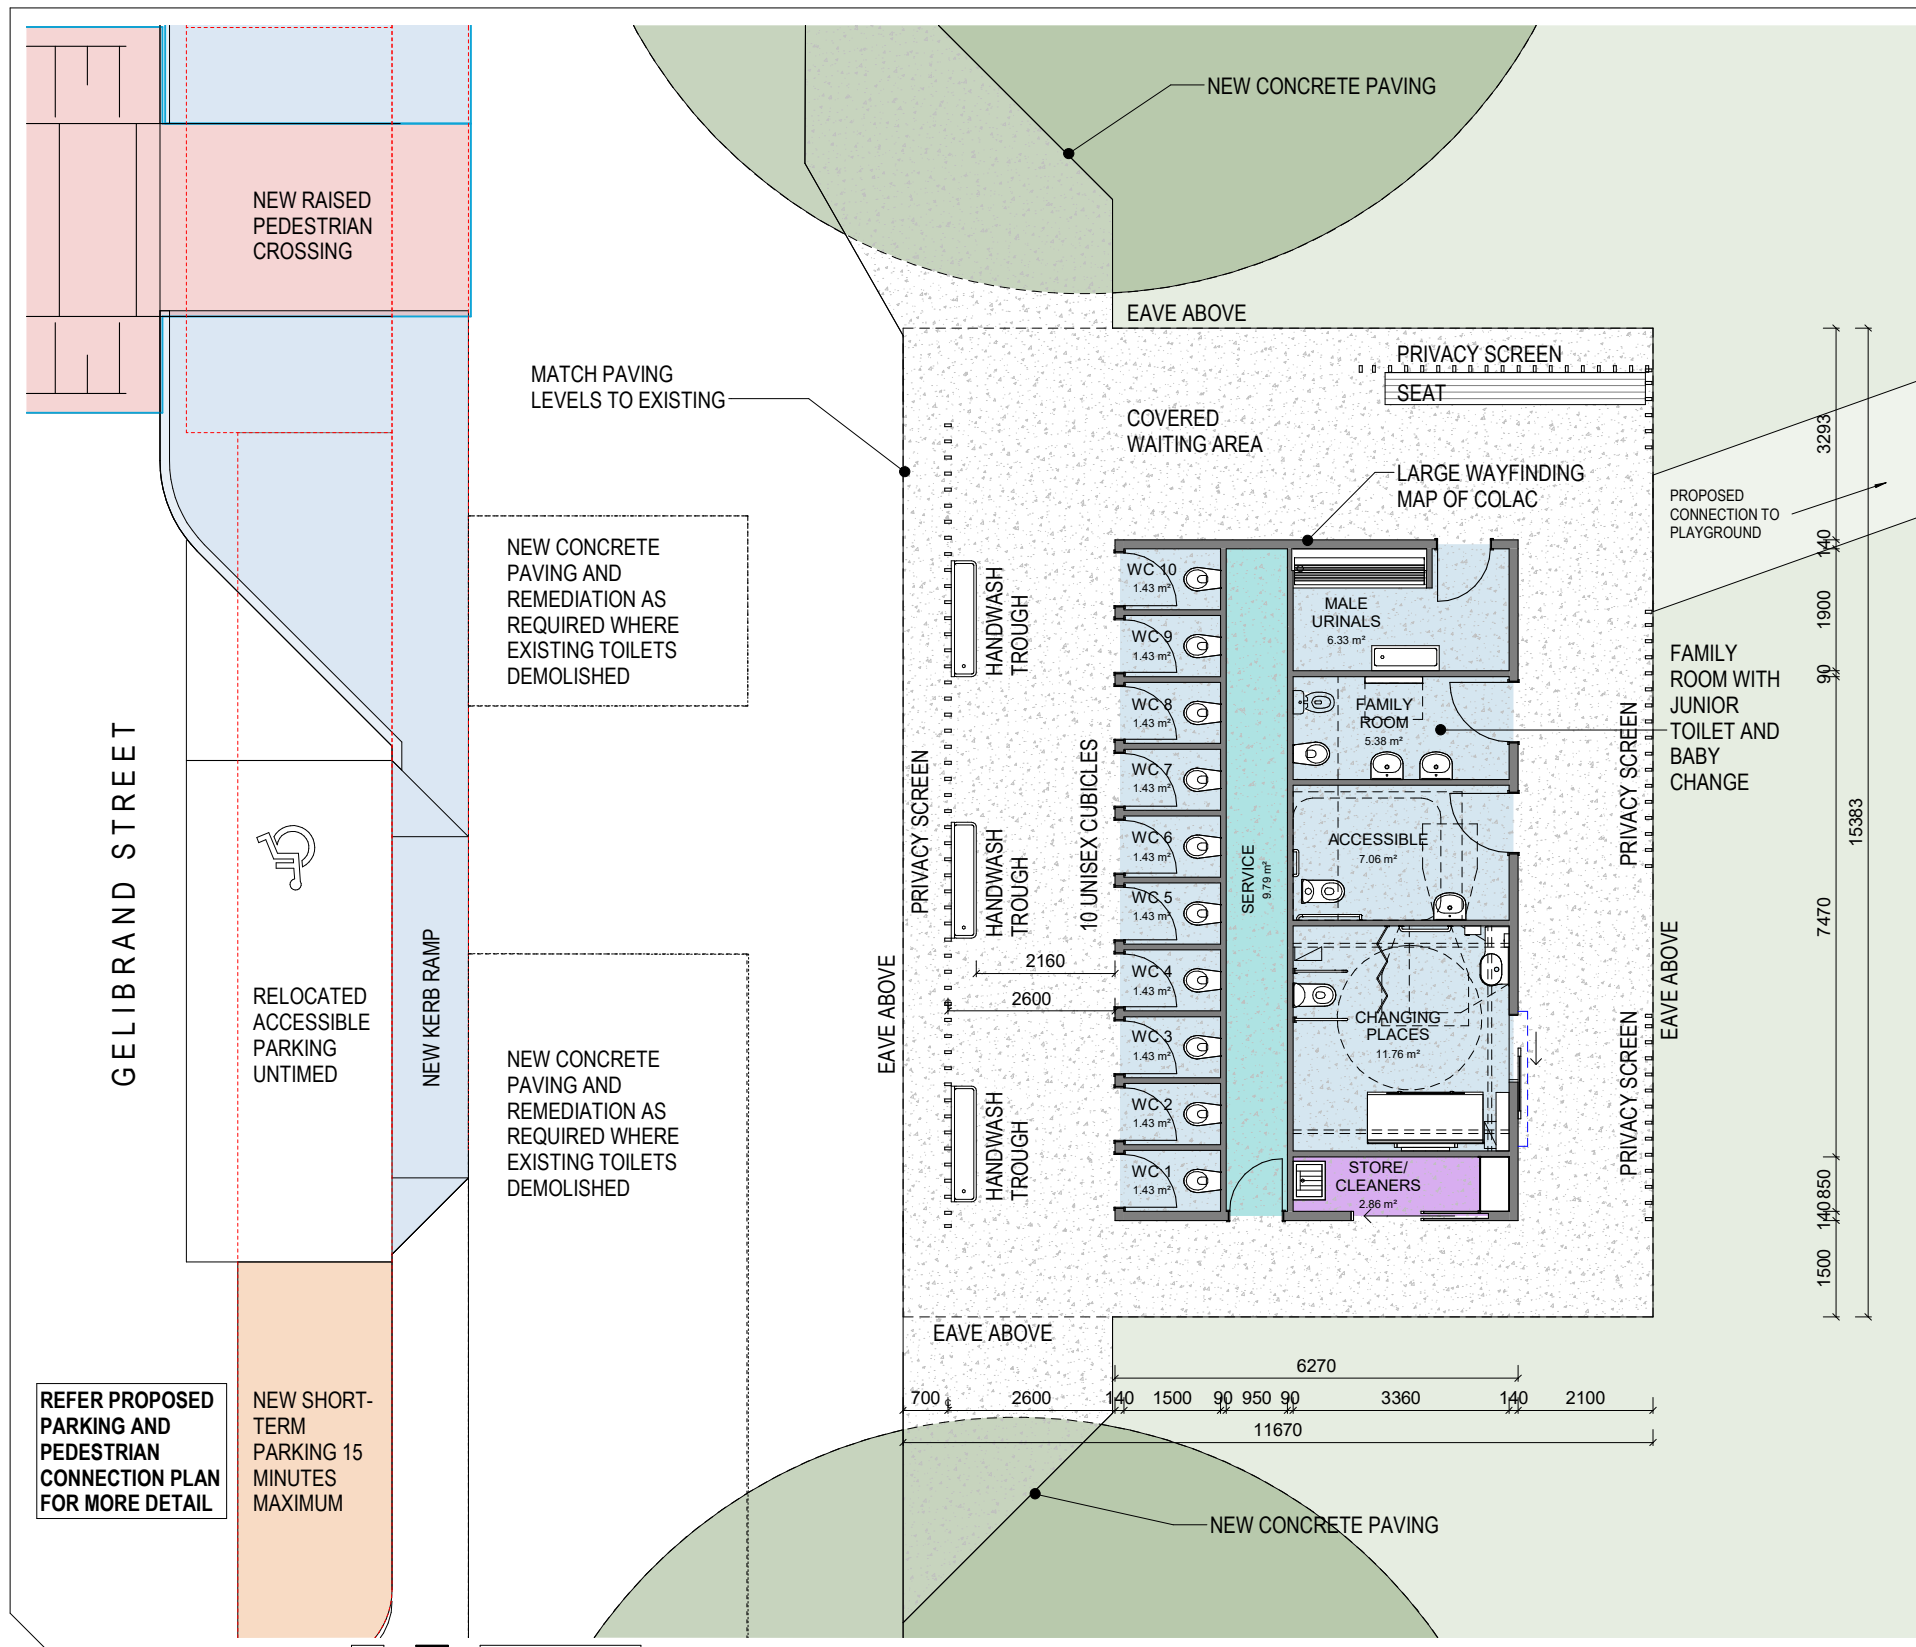 NEW CONCRETE PAVING
NEW RAISED
PEDESTRIAN
CROSSING
EAVE ABOVE
PRIVACY SCREEN
SEAT
MATCH PAVING
LEVELS TO EXISTING
COVERED
WAITING AREA
LARGE WAYFINDING
MAP OF COLAC
PROPOSED
CONNECTION TO
PLAYGROUND
NEW CONCRETE
PAVING AND
REMEDIATION AS
REQUIRED WHERE
EXISTING TOILETS
DEMOLISHED
HANDWASH
TROUGH
WC 10
1.43 m²
WC 9
1.43 m²
WC 8
1.43 m²
WC 7
1.43 m²
WC 6
1.43 m²
WC 5
1.43 m²
WC 4
1.43 m²
WC 3
1.43 m²
WC 2
1.43 m²
WC 1
1.43 m²
MALE
URINALS
6.33 m²
FAMILY
ROOM
5.38 m²
ACCESSIBLE
7.06 m²
CHANGING
PLACES
11.76 m²
STORE/
CLEANERS
2.86 m²
SERVICE
9.79 m²
10 UNISEX CUBICLES
FAMILY
ROOM WITH
JUNIOR
TOILET AND
BABY
CHANGE
PRIVACY SCREEN
PRIVACY SCREEN
PRIVACY SCREEN
HANDWASH
TROUGH
HANDWASH
TROUGH
EAVE ABOVE
EAVE ABOVE
2160
2600
GELIBRAND STREET
RELOCATED
ACCESSIBLE
PARKING
UNTIMED
NEW KERB RAMP
NEW CONCRETE
PAVING AND
REMEDIATION AS
REQUIRED WHERE
EXISTING TOILETS
DEMOLISHED
3293
140
1900
90
7470
850
140
1500
15383
EAVE ABOVE
6270
700
2600
140
1500
90
950
90
3360
140
2100
11670
REFER PROPOSED
PARKING AND
PEDESTRIAN
CONNECTION PLAN
FOR MORE DETAIL
NEW SHORT-
TERM
PARKING 15
MINUTES
MAXIMUM
NEW CONCRETE PAVING